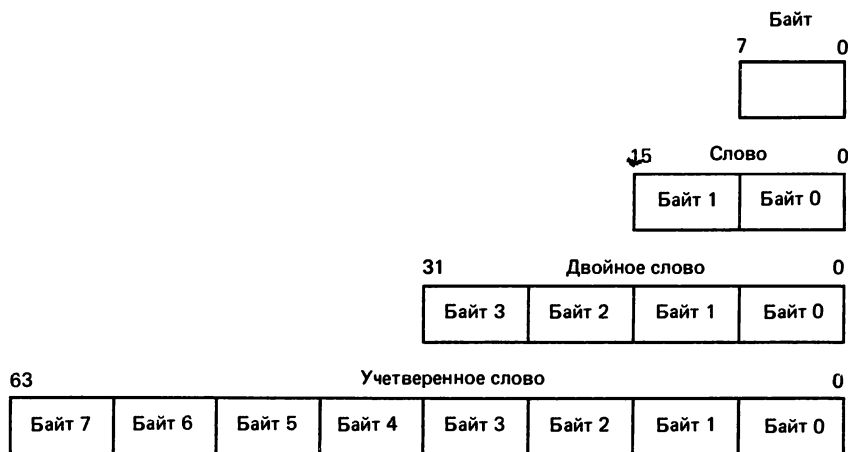 Байт
7 0
15 Слово 0
Байт 1 Байт 0
31 Двойное слово 0
Байт 3 Байт 2 Байт 1 Байт 0
63 Учетверенное слово 0
Байт 7 Байт 6 Байт 5 Байт 4 Байт 3 Байт 2 Байт 1 Байт 0